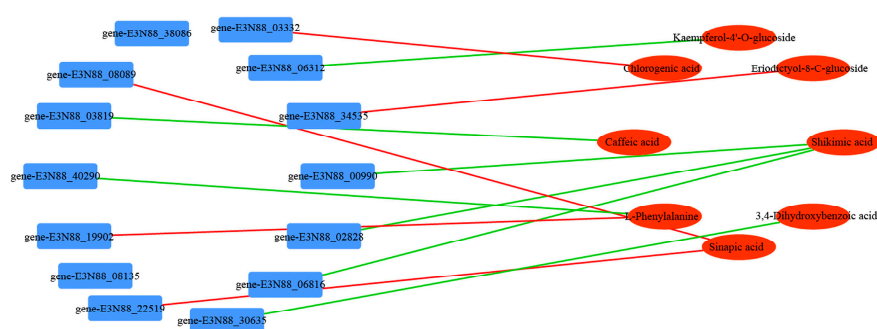 gene-E3N88_03332
gene-E3N88_38086
Kaempferol-4'-O-glucoside
gene-E3N88_06312
Chlorogenic acid
Eriodictyol-8-C-glucoside
gene-E3N88_08089
gene-E3N88_03819
gene-E3N88_34535
Caffeic acid
Shikimic acid
gene-E3N88_40290
gene-E3N88_00990
L-Phenylalanine
3,4-Dihydroxybenzoic acid
gene-E3N88_19902
gene-E3N88_02828
Sinapic acid
gene-E3N88_08135
gene-E3N88_06816
gene-E3N88_22519
gene-E3N88_30635